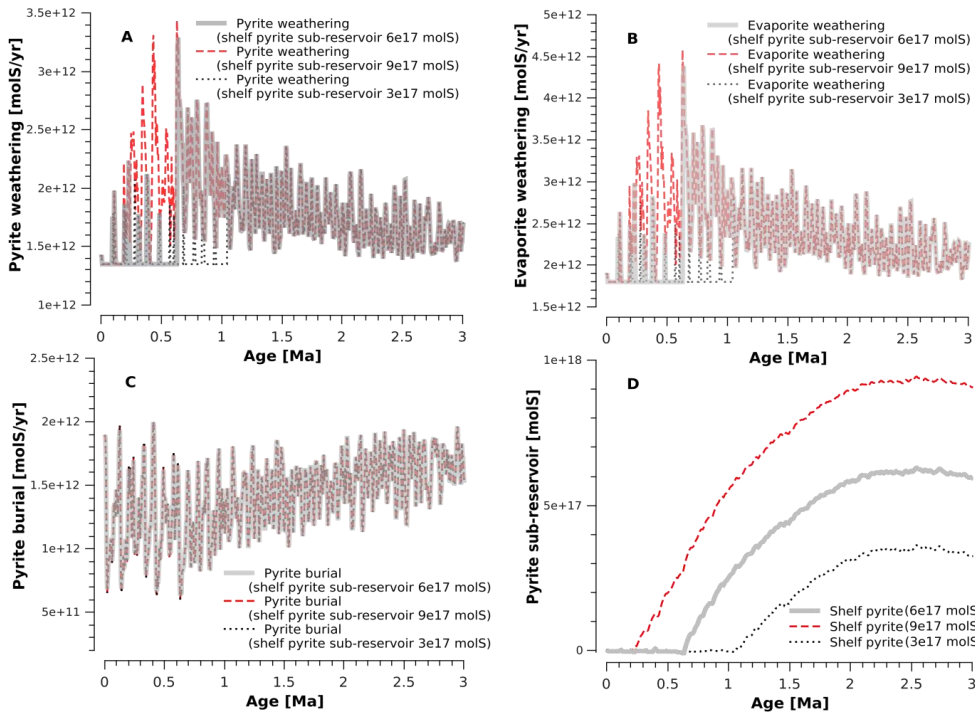 A
Pyrite weathering [molS/yr]
3.5e+12
3e+12
2.5e+12
2e+12
1.5e+12
1e+12
Pyrite weathering
(shelf pyrite sub-reservoir 6e17 molS)
Pyrite weathering
(shelf pyrite sub-reservoir 9e17 molS)
Pyrite weathering
(shelf pyrite sub-reservoir 3e17 molS)
0 0.5 1 1.5 2 2.5 3
Age [Ma]
B
Evaporite weathering [molS/yr]
5e+12
4.5e+12
4e+12
3.5e+12
3e+12
2.5e+12
2e+12
1.5e+12
Evaporite weathering
(shelf pyrite sub-reservoir 6e17 molS)
Evaporite weathering
(shelf pyrite sub-reservoir 9e17 molS)
Evaporite weathering
(shelf pyrite sub-reservoir 3e17 molS)
0 0.5 1 1.5 2 2.5 3
Age [Ma]
C
Pyrite burial [molS/yr]
2.5e+12
2e+12
1.5e+12
1e+12
5e+11
Pyrite burial
(shelf pyrite sub-reservoir 6e17 molS)
Pyrite burial
(shelf pyrite sub-reservoir 9e17 molS)
Pyrite burial
(shelf pyrite sub-reservoir 3e17 molS)
0 0.5 1 1.5 2 2.5 3
Age [Ma]
D
Pyrite sub-reservoir [molS]
1e+18
5e+17
0
Shelf pyrite(6e17 molS
Shelf pyrite(9e17 molS
Shelf pyrite(3e17 molS
0 0.5 1 1.5 2 2.5 3
Age [Ma]